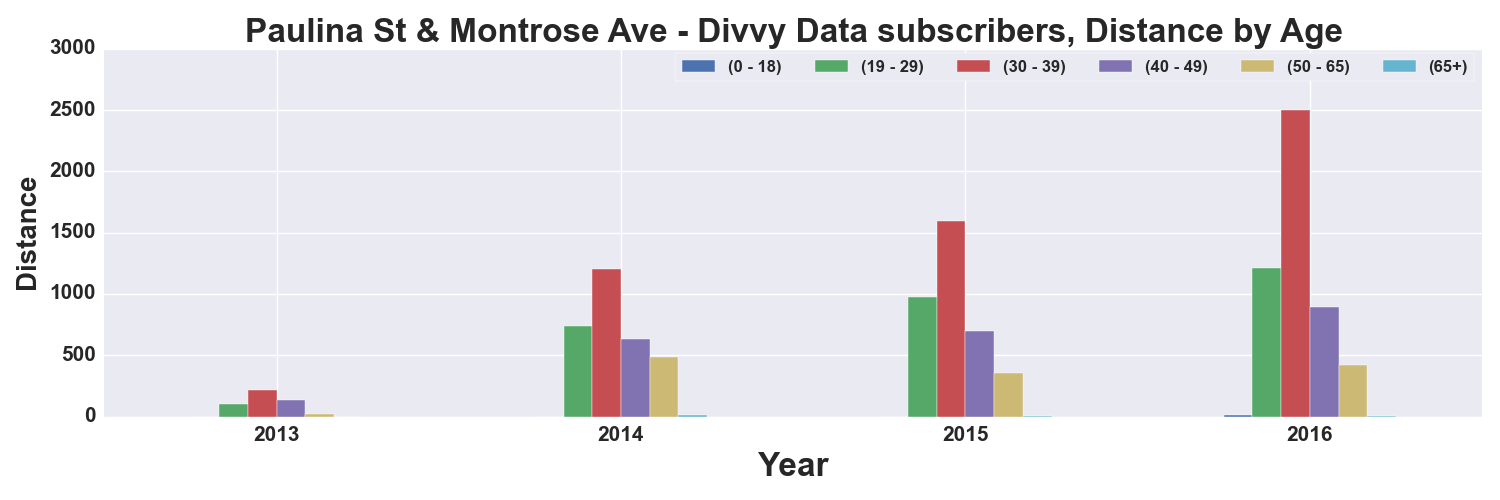 Paulina St & Montrose Ave - Divvy Data subscribers, Distance by Age
3000
2500
2000
1500
1000
500
0
Distance
(0 - 18) (19 - 29) (30 - 39) (40 - 49) (50 - 65) (65+)
2013 2014 2015 2016
Year